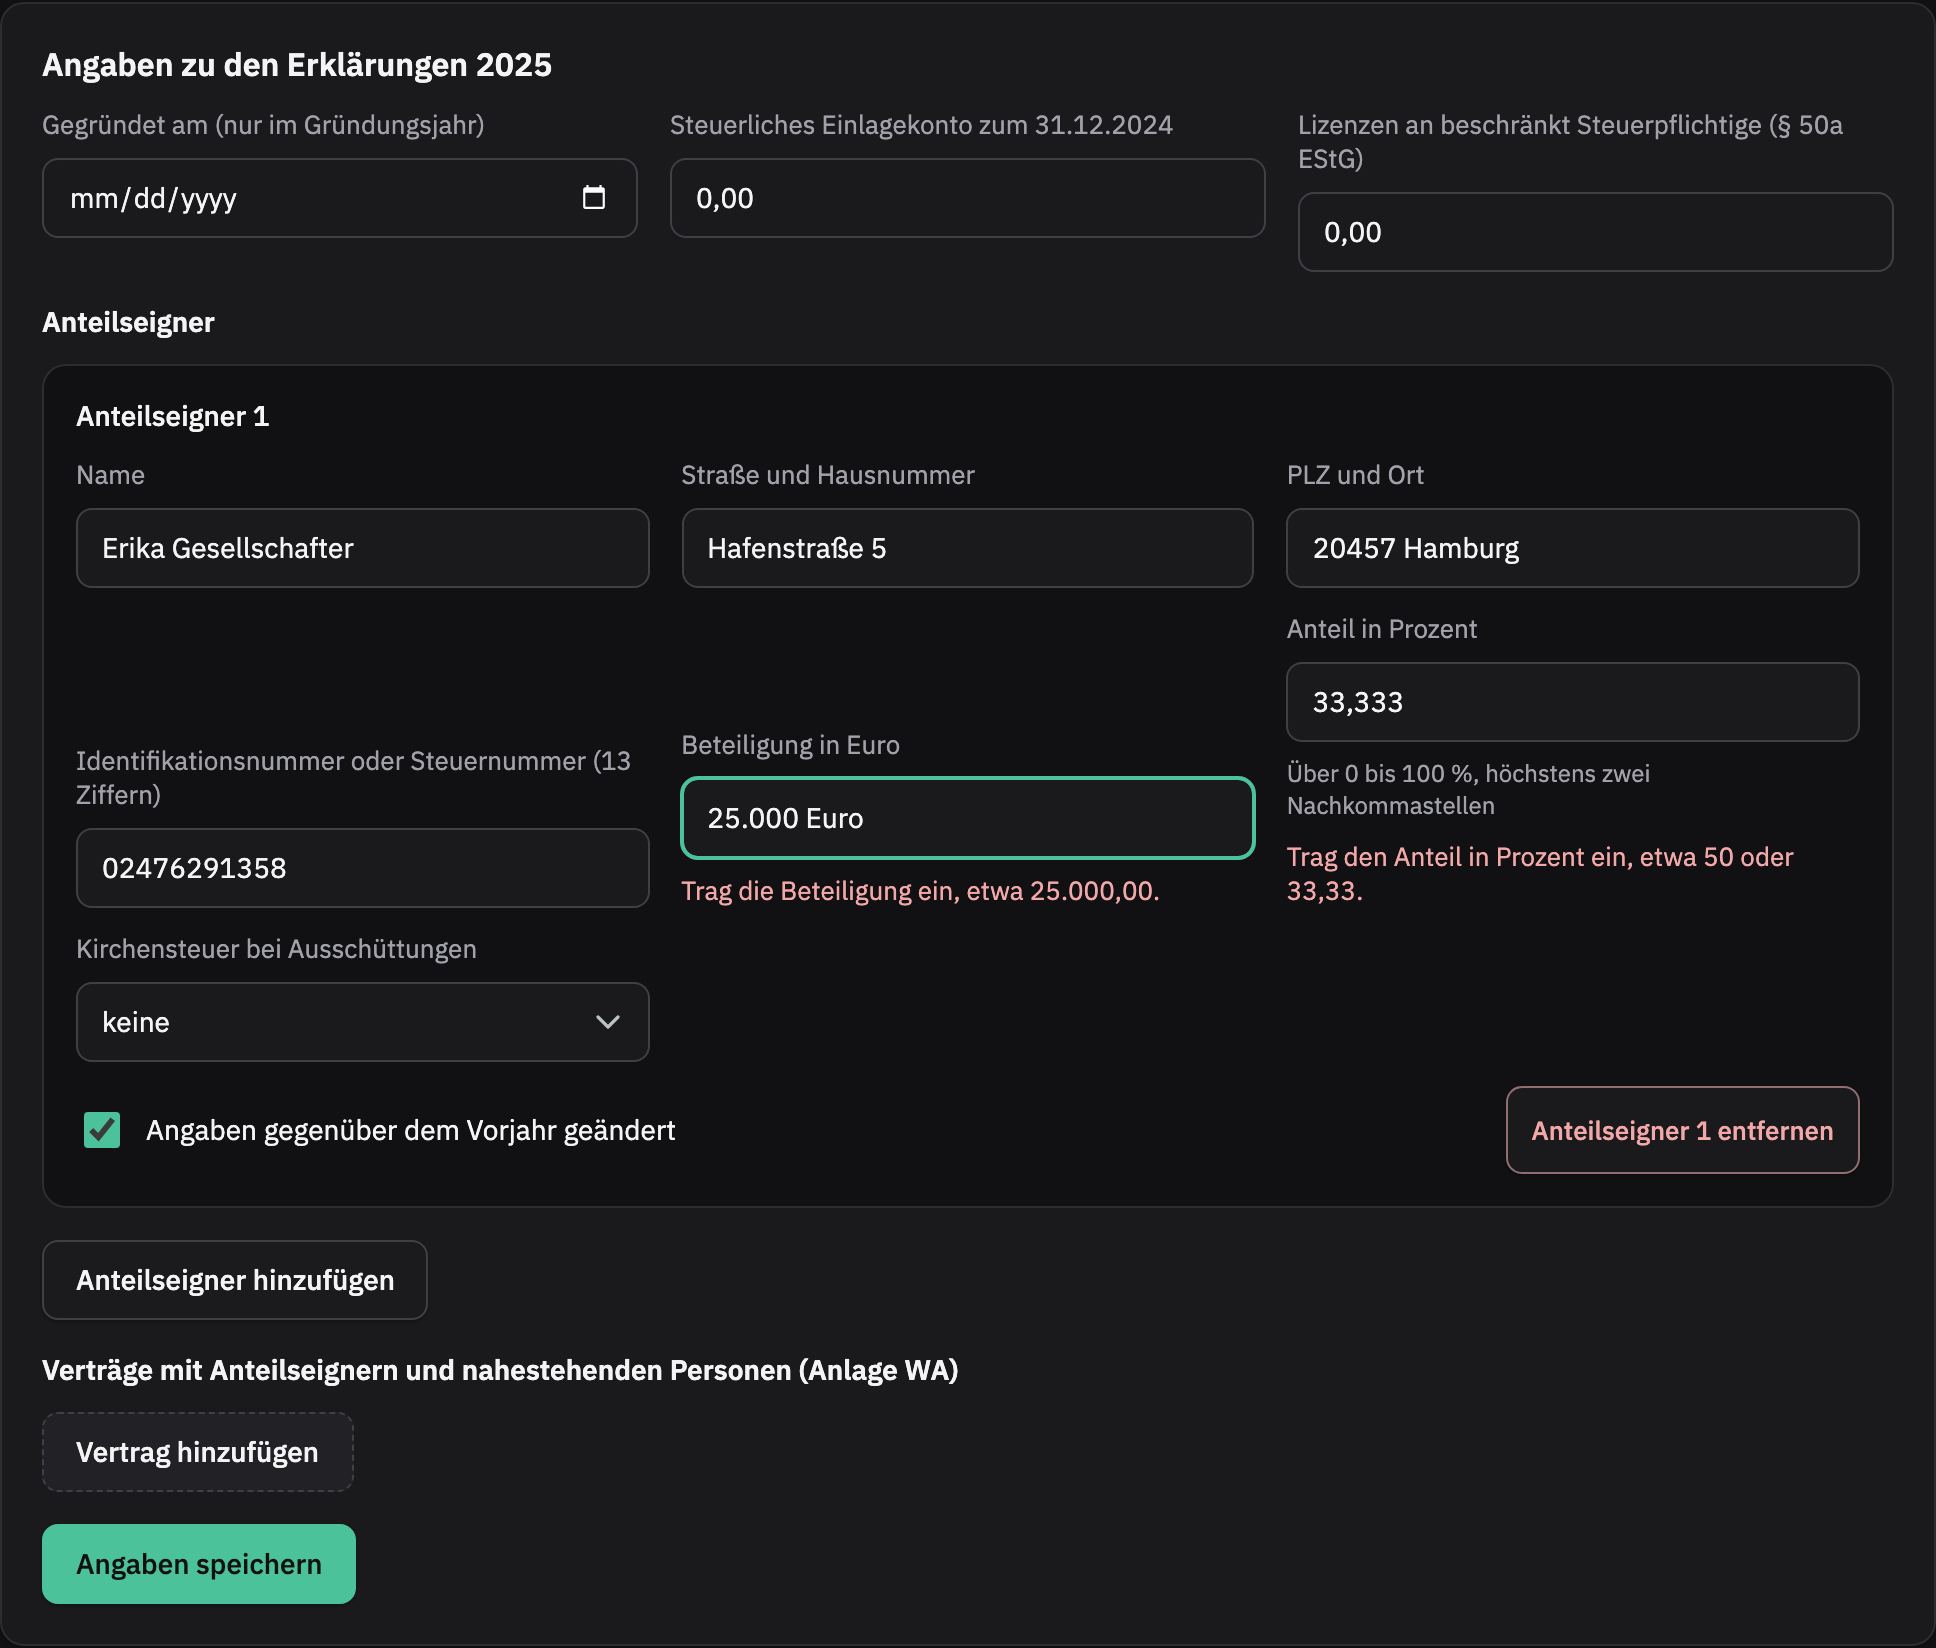 Angaben zu den Erklärungen 2025
Gegründet am (nur im Gründungsjahr)
mm/dd/yyyy
Steuerliches Einlagekonto zum 31.12.2024
0,00
Lizenzen an beschränkt Steuerpflichtige (§ 50a
EStG)
0,00
Anteilseigner
Anteilseigner 1
Name
Erika Gesellschafter
Straße und Hausnummer
Hafenstraße 5
PLZ und Ort
20457 Hamburg
Identifikationsnummer oder Steuernummer (13
Ziffern)
02476291358
Beteiligung in Euro
25.000 Euro
Trag die Beteiligung ein, etwa 25.000,00.
Anteil in Prozent
33,333
Über 0 bis 100 %, höchstens zwei
Nachkommastellen
Trag den Anteil in Prozent ein, etwa 50 oder
33,33.
Kirchensteuer bei Ausschüttungen
keine
Angaben gegenüber dem Vorjahr geändert
Anteilseigner 1 entfernen
Anteilseigner hinzufügen
Verträge mit Anteilseignern und nahestehenden Personen (Anlage WA)
Vertrag hinzufügen
Angaben speichern